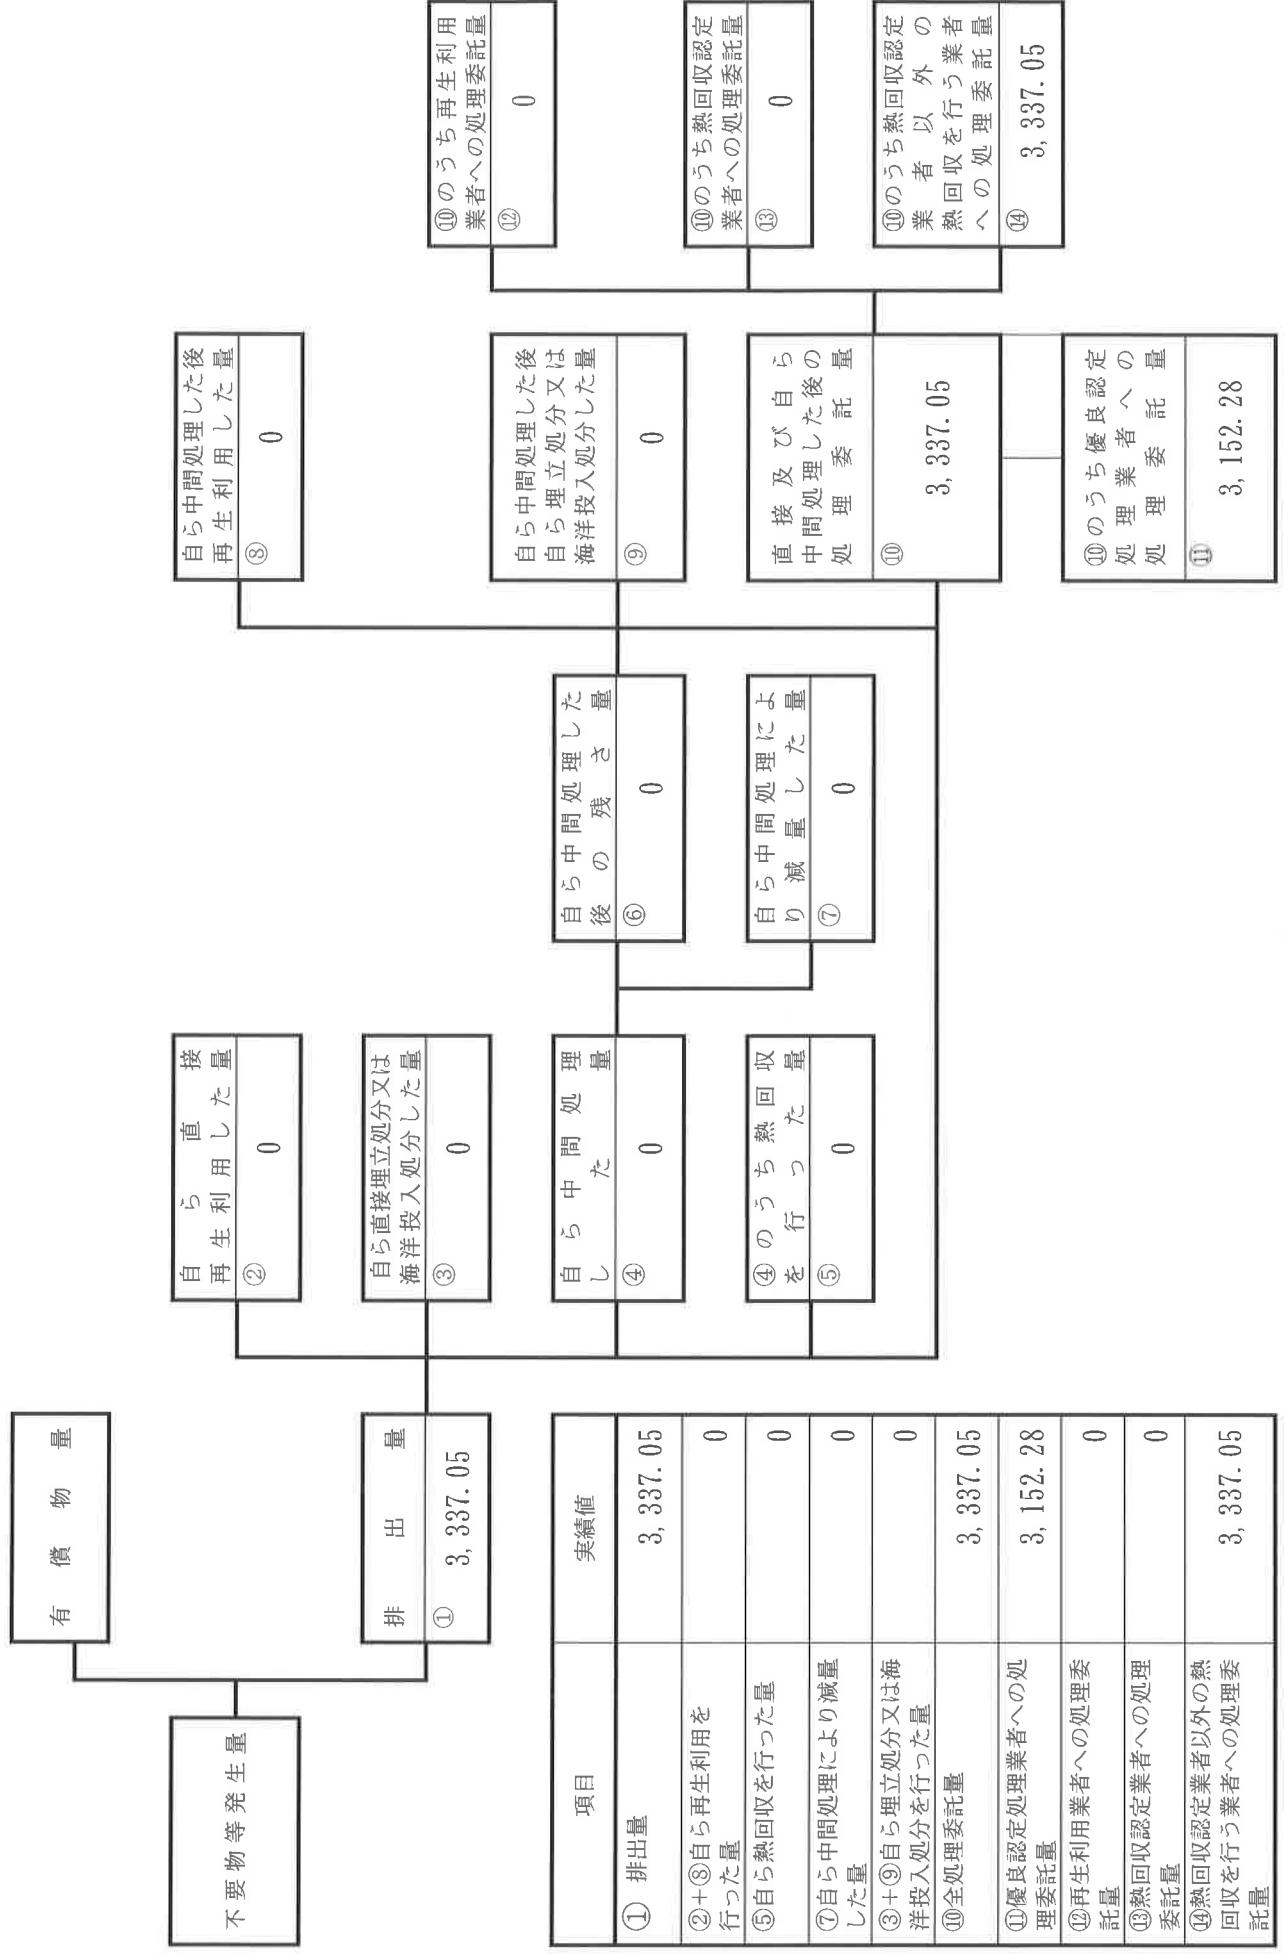 有償物量
不要物等発生量
排出量
① 3,337.05
自ら直接
再生利用した量
② 0
自ら直接埋立処分又は
海洋投入処分した量
③ 0
自ら中間処理
した量
④ 0
④のうち熱回収
を行った量
⑤ 0
自ら中間処理した
後の残さ量
⑥ 0
自ら中間処理によ
り減量した量
⑦ 0
自ら中間処理した後
再生利用した量
⑧ 0
自ら中間処理した後
自ら埋立処分又は
海洋投入処分した量
⑨ 0
直接及び自ら
中間処理した後の
処理委託量
⑩ 3,337.05
⑩のうち優良認定
処理業者への
処理委託量
⑪ 3,152.28
⑩のうち再生利用
業者への処理委託量
⑫ 0
⑩のうち熱回収認定
業者への処理委託量
⑬ 0
⑩のうち熱回収認定
業者以外の
熱回収を行う業者
への処理委託量
⑭ 3,337.05
項目 実績値
① 排出量 3,337.05
②+⑧自ら再生利用を
行った量 0
⑤自ら熱回収を行った量 0
⑦自ら中間処理により減量
した量 0
③+⑨自ら埋立処分又は海
洋投入処分を行った量 0
⑩全処理委託量 3,337.05
⑪優良認定処理業者への処
理委託量 3,152.28
⑫再生利用業者への処理委
託量 0
⑬熱回収認定業者への処理
委託量 0
⑭熱回収認定業者以外の熱
回収を行う業者への処理委
託量 3,337.05